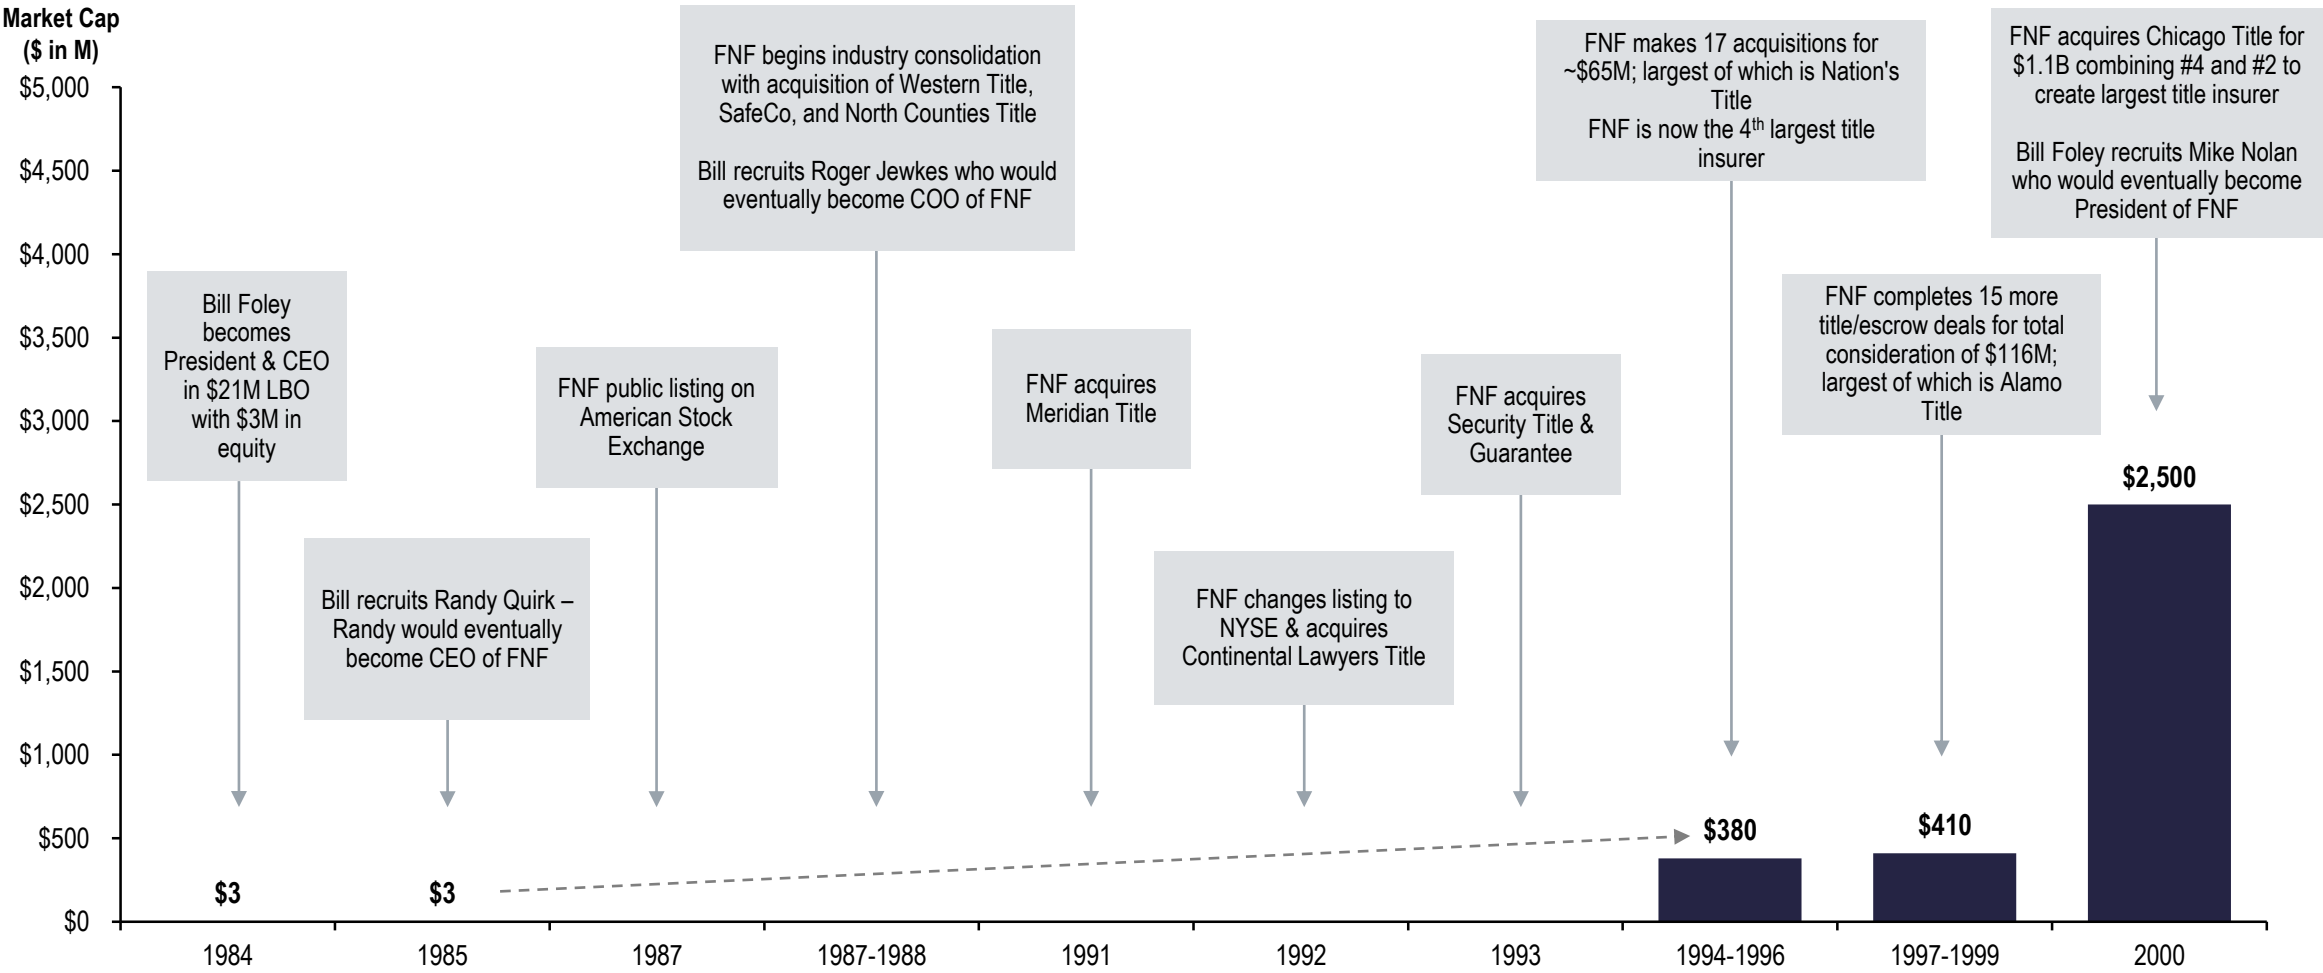 Market Cap
($ in M)
$5,000
$4,500
$4,000
$3,500
$3,000
$2,500
$2,000
$1,500
$1,000
$500
$0
Bill Foley
becomes
President & CEO
in $21M LBO
with $3M in
equity
Bill recruits Randy Quirk –
Randy would eventually
become CEO of FNF
FNF public listing on
American Stock
Exchange
FNF begins industry consolidation
with acquisition of Western Title,
SafeCo, and North Counties Title
Bill recruits Roger Jewkes who would
eventually become COO of FNF
FNF acquires
Meridian Title
FNF changes listing to
NYSE & acquires
Continental Lawyers Title
FNF acquires
Security Title &
Guarantee
FNF makes 17 acquisitions for
~$65M; largest of which is Nation's
Title
FNF is now the 4th largest title
insurer
FNF completes 15 more
title/escrow deals for total
consideration of $116M;
largest of which is Alamo
Title
FNF acquires Chicago Title for
$1.1B combining #4 and #2 to
create largest title insurer
Bill Foley recruits Mike Nolan
who would eventually become
President of FNF
$3
$3
$380
$410
$2,500
1984
1985
1987
1987-1988
1991
1992
1993
1994-1996
1997-1999
2000